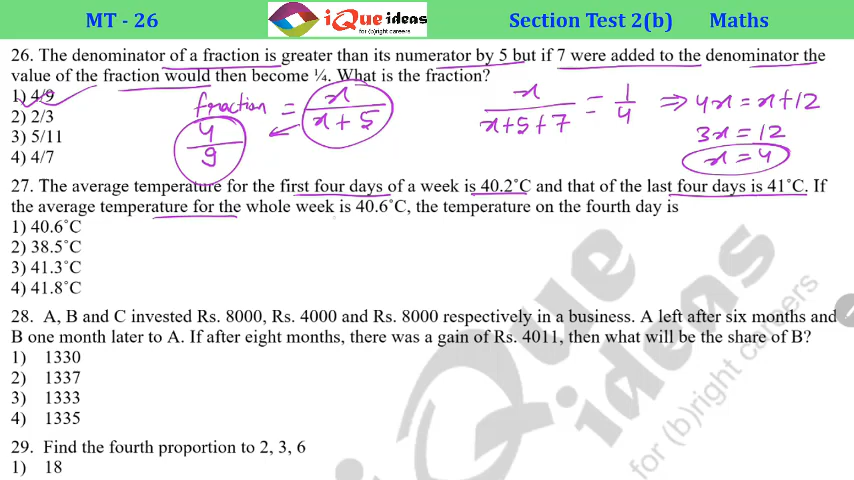 MT - 26
iQue ideas
for (b)right careers
Section Test 2(b) Maths
26. The denominator of a fraction is greater than its numerator by 5 but if 7 were added to the denominator the
value of the fraction would then become ¼. What is the fraction?
1) 4/9
2) 2/3
3) 5/11
4) 4/7
fraction = x/(x + 5)
4/9
x/(x+5+7) = 1/4 ⇒ 4x = x+12
3x = 12
x = 4
27. The average temperature for the first four days of a week is 40.2˚C and that of the last four days is 41˚C. If
the average temperature for the whole week is 40.6˚C, the temperature on the fourth day is
1) 40.6˚C
2) 38.5˚C
3) 41.3˚C
4) 41.8˚C
28. A, B and C invested Rs. 8000, Rs. 4000 and Rs. 8000 respectively in a business. A left after six months and
B one month later to A. If after eight months, there was a gain of Rs. 4011, then what will be the share of B?
1) 1330
2) 1337
3) 1333
4) 1335
29. Find the fourth proportion to 2, 3, 6
1) 18
iQue ideas
for (b)right careers